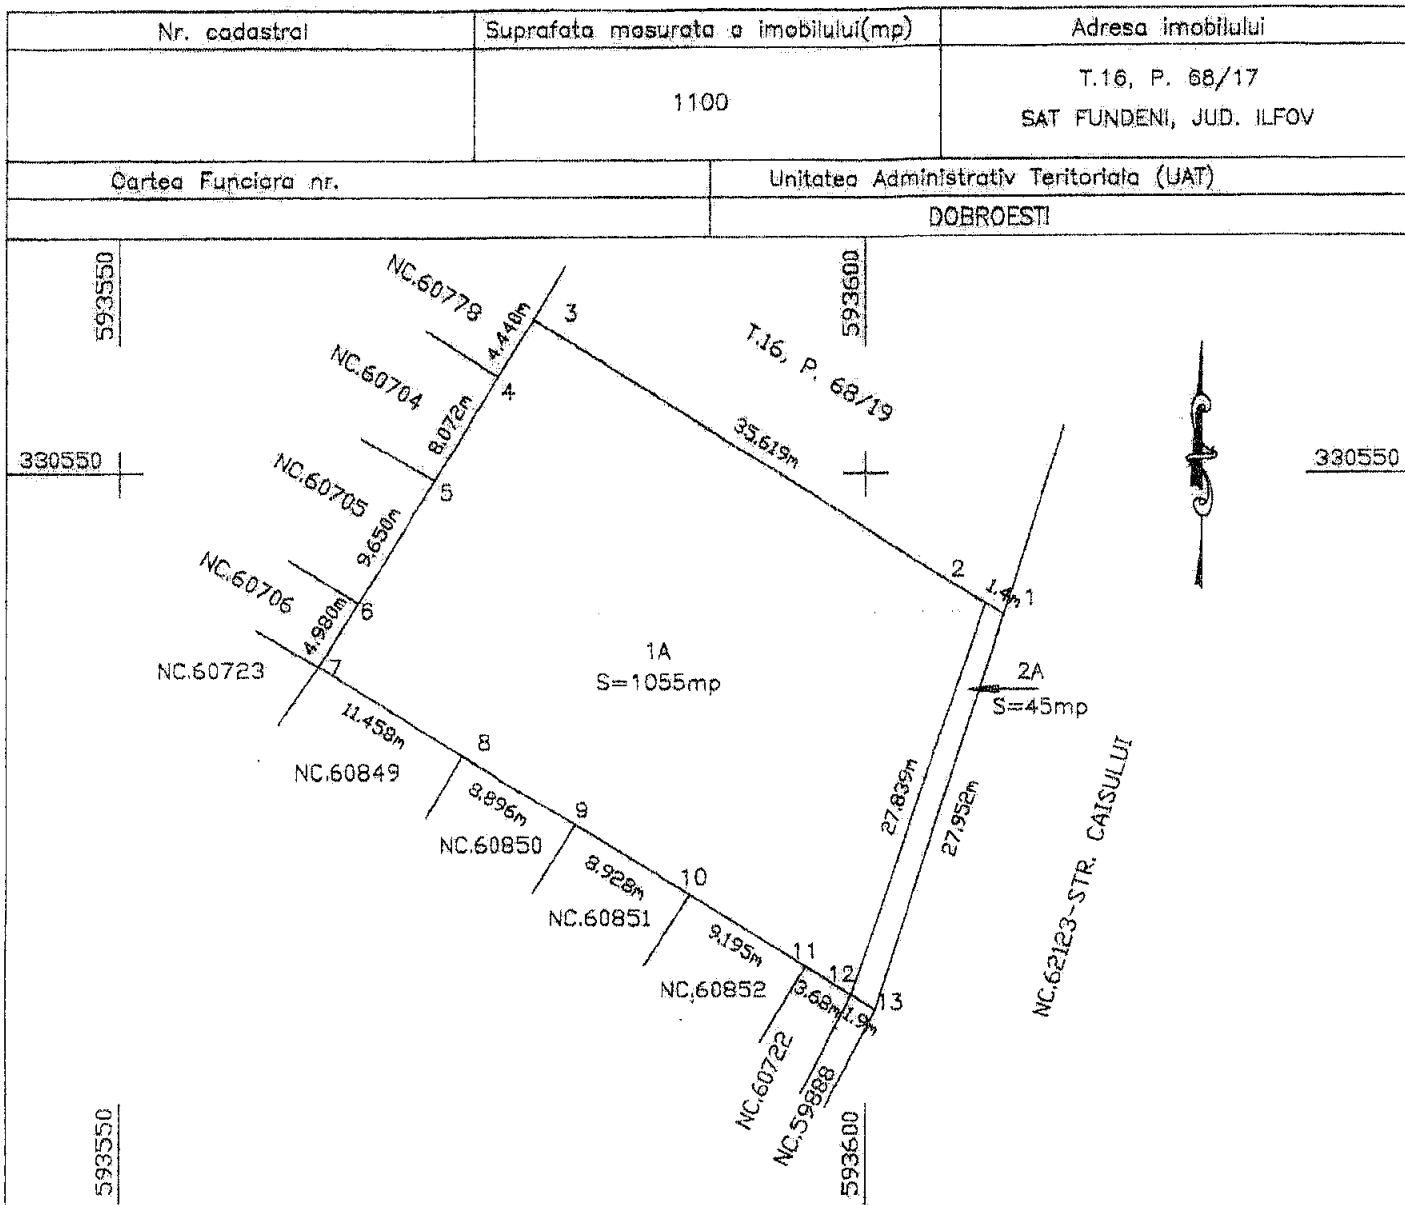 Nr. cadastral
Suprafata masurata a imobilului(mp)
Adresa imobilului
1100
T.16, P. 68/17
SAT FUNDENI, JUD. ILFOV
Cartea Funciara nr.
Unitatea Administrativ Teritoriala (UAT)
DOBROESTI
593550
593600
NC.60778
4.440m
3
T.16, P. 68/19
NC.60704
4
8.072m
35.619m
330550
330550
NC.60705
5
9.650m
2
1.4m
1
NC.60706
6
4.980m
7
NC.60723
1A
S=1055mp
2A
S=45mp
11.458m
8
NC.60849
8.896m
9
27.839m
27.952m
NC.60850
8.928m
10
NC.60851
9.195m
11
NC.60852
12
3.68m
1.9m
13
NC.62123-STR. CAISULUI
NC.60722
NC.59888
593550
593600